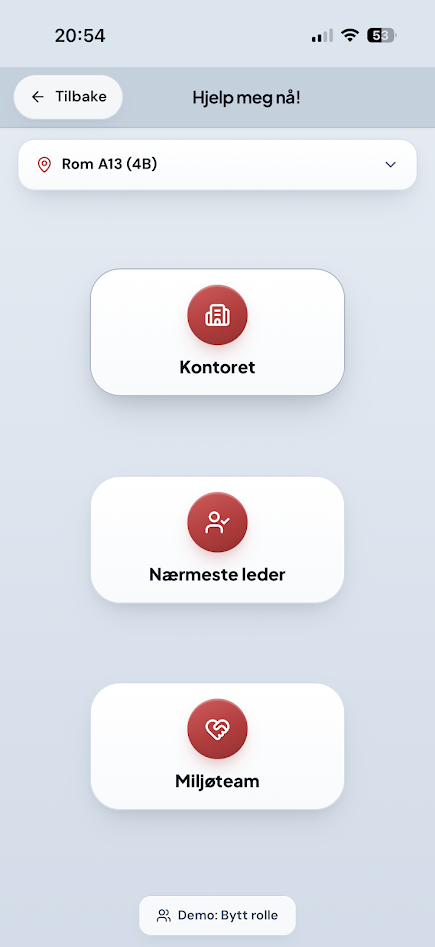 20:54
53
Tilbake
Hjelp meg nå!
Rom A13 (4B)
Kontoret
Nærmeste leder
Miljøteam
Demo: Bytt rolle